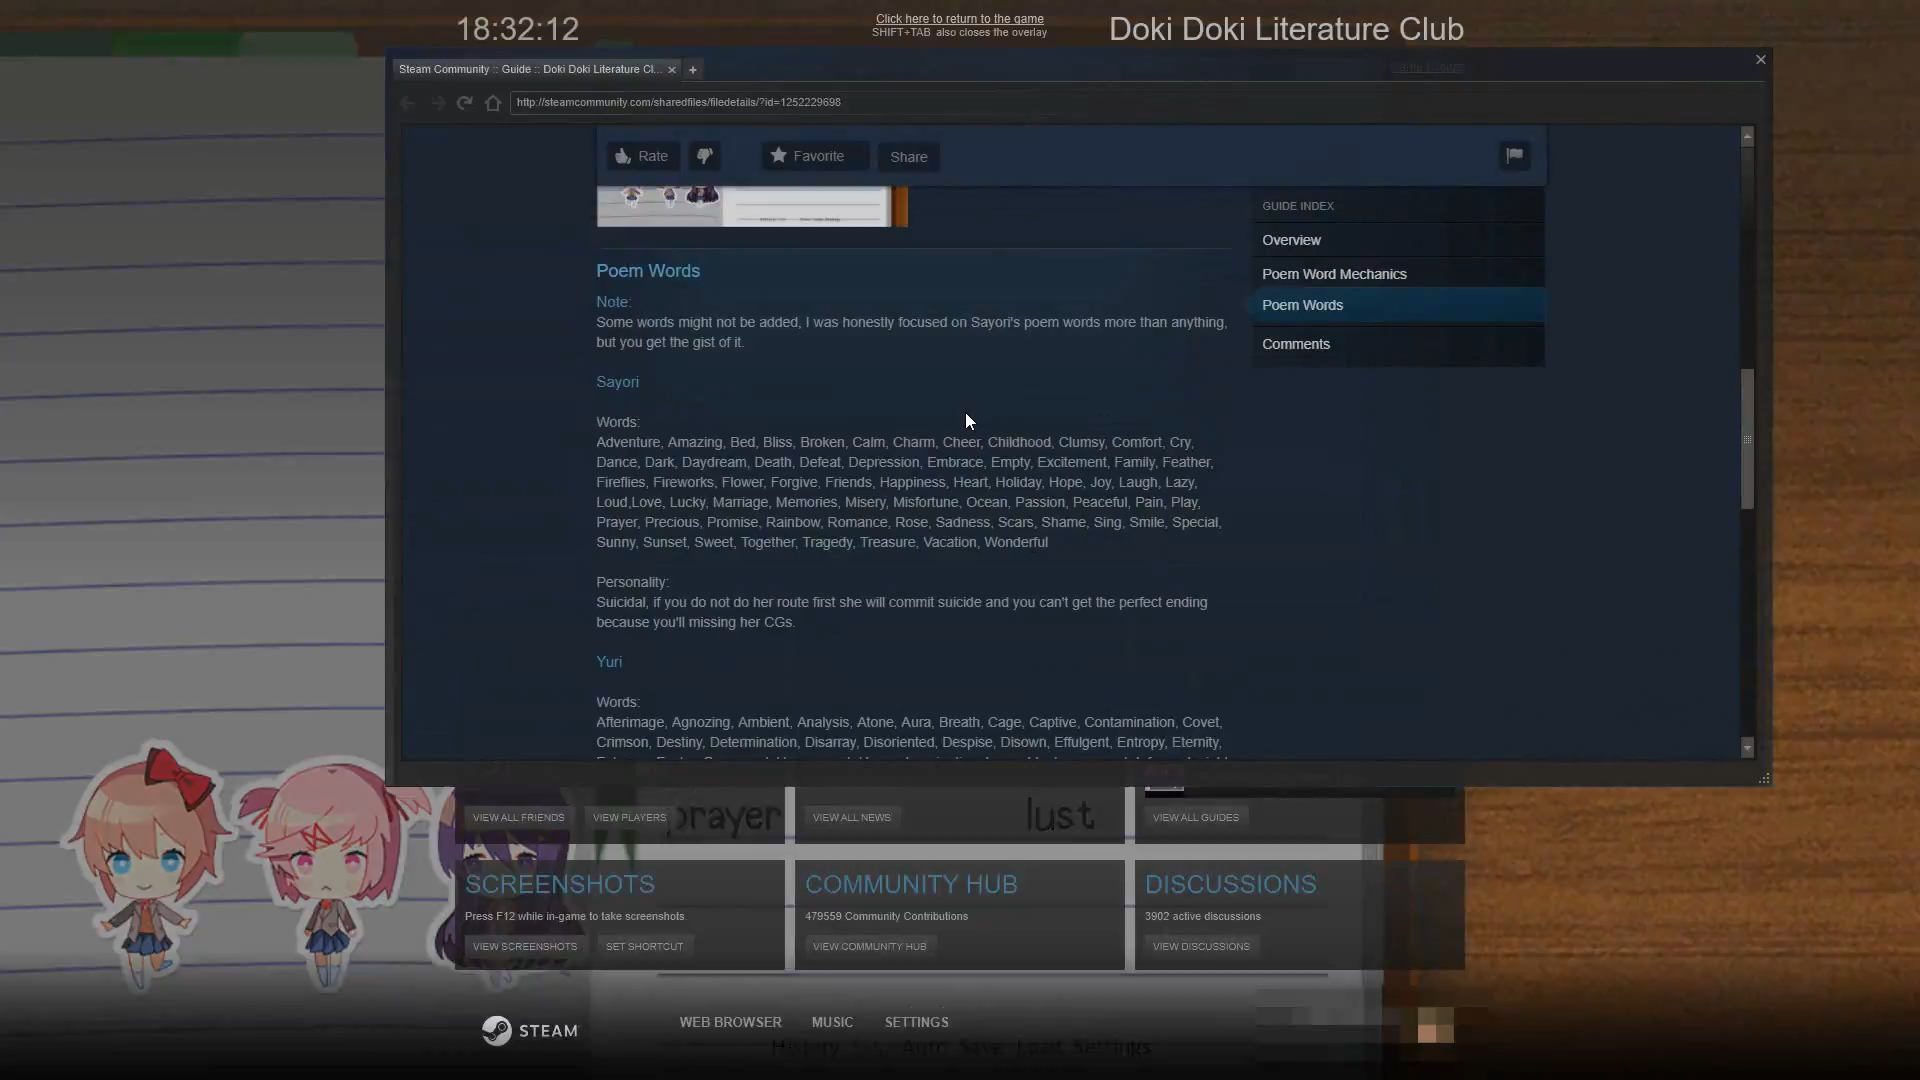 18:32:12
Click here to return to the game
SHIFT+TAB also closes the overlay
Doki Doki Literature Club
Steam Community :: Guide :: Doki Doki Literature Cl...
http://steamcommunity.com/sharedfiles/filedetails/?id=1252229698
Rate
Favorite
Share
GUIDE INDEX
Overview
Poem Word Mechanics
Poem Words
Comments
Poem Words
Note:
Some words might not be added, I was honestly focused on Sayori's poem words more than anything,
but you get the gist of it.
Sayori
Words:
Adventure, Amazing, Bed, Bliss, Broken, Calm, Charm, Cheer, Childhood, Clumsy, Comfort, Cry,
Dance, Dark, Daydream, Death, Defeat, Depression, Embrace, Empty, Excitement, Family, Feather,
Fireflies, Fireworks, Flower, Forgive, Friends, Happiness, Heart, Holiday, Hope, Joy, Laugh, Lazy,
Loud,Love, Lucky, Marriage, Memories, Misery, Misfortune, Ocean, Passion, Peaceful, Pain, Play,
Prayer, Precious, Promise, Rainbow, Romance, Rose, Sadness, Scars, Shame, Sing, Smile, Special,
Sunny, Sunset, Sweet, Together, Tragedy, Treasure, Vacation, Wonderful
Personality:
Suicidal, if you do not do her route first she will commit suicide and you can't get the perfect ending
because you'll missing her CGs.
Yuri
Words:
Afterimage, Agnozing, Ambient, Analysis, Atone, Aura, Breath, Cage, Captive, Contamination, Covet,
Crimson, Destiny, Determination, Disarray, Disoriented, Despise, Disown, Effulgent, Entropy, Eternity,
VIEW ALL FRIENDS
VIEW PLAYERS
prayer
VIEW ALL NEWS
lust
VIEW ALL GUIDES
SCREENSHOTS
Press F12 while in-game to take screenshots
VIEW SCREENSHOTS
SET SHORTCUT
COMMUNITY HUB
479559 Community Contributions
VIEW COMMUNITY HUB
DISCUSSIONS
3902 active discussions
VIEW DISCUSSIONS
STEAM
WEB BROWSER
MUSIC
SETTINGS
History
Auto Save Load Settings